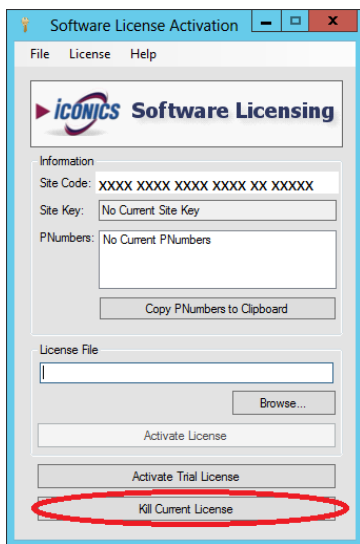 Software License Activation
File License Help
ICONICS Software Licensing
Information
Site Code: XXXX XXXX XXXX XXXX XX XXXXX
Site Key: No Current Site Key
PNumbers: No Current PNumbers
Copy PNumbers to Clipboard
License File
Browse...
Activate License
Activate Trial License
Kill Current License